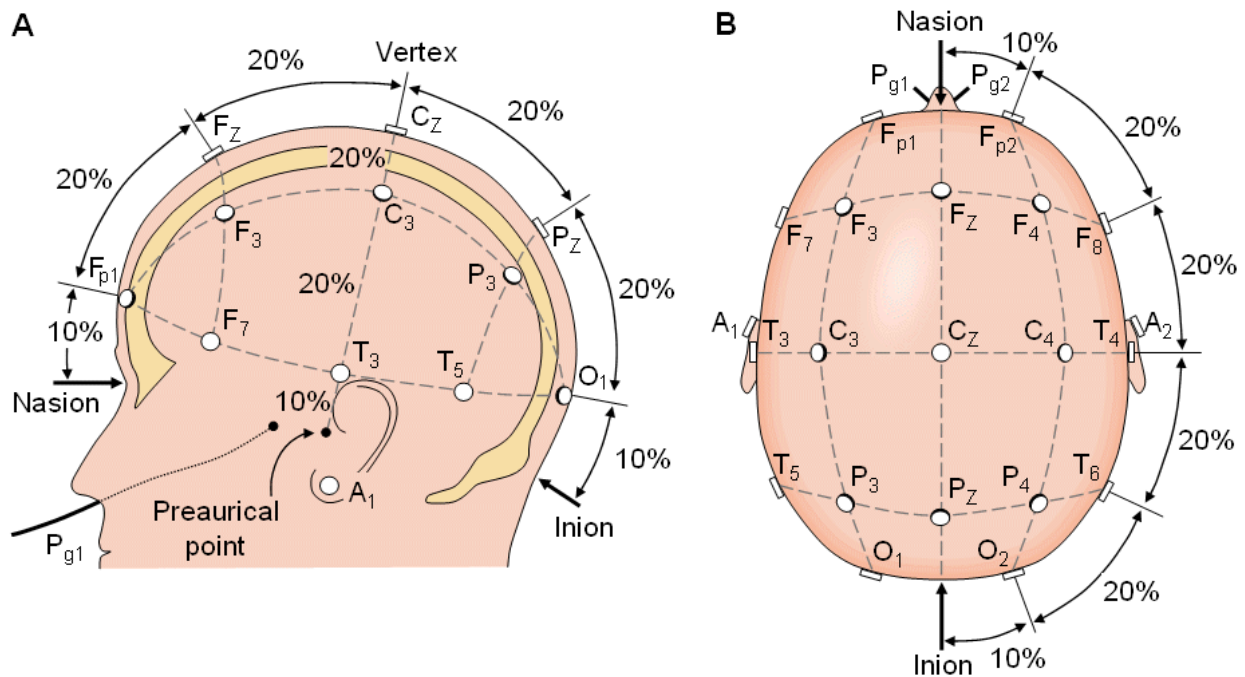 A
Vertex
20%
20%
F_Z
C_Z
20%
20%
20%
F_3
C_3
P_Z
F_p1
P_3
20%
20%
10%
F_7
T_3
T_5
O_1
Nasion
10%
10%
A_1
Preaurical
point
Inion
P_g1
B
Nasion
10%
P_g1
P_g2
F_p1
F_p2
20%
F_7
F_3
F_Z
F_4
F_8
20%
A_1
T_3
C_3
C_Z
C_4
T_4
A_2
20%
T_5
P_3
P_Z
P_4
T_6
O_1
O_2
20%
Inion
10%